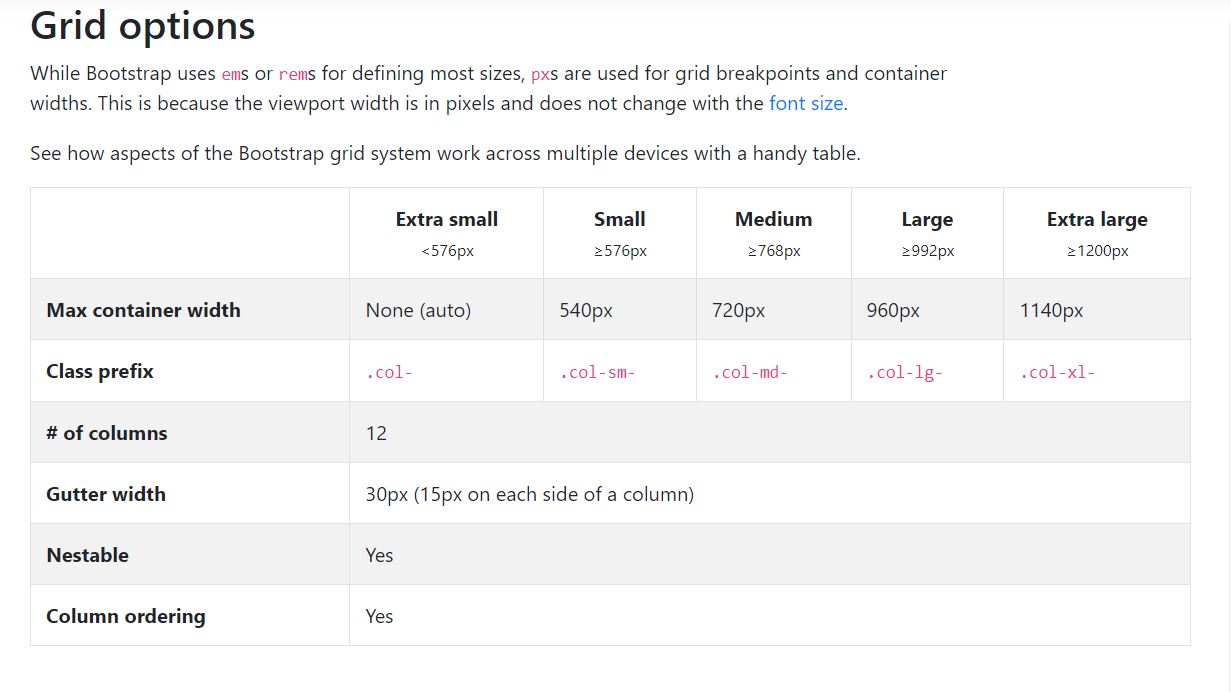 Grid options
While Bootstrap uses ems or rems for defining most sizes, pxs are used for grid breakpoints and container
widths. This is because the viewport width is in pixels and does not change with the font size.
See how aspects of the Bootstrap grid system work across multiple devices with a handy table.
Extra small Small Medium Large Extra large
<576px ≥576px ≥768px ≥992px ≥1200px
Max container width None (auto) 540px 720px 960px 1140px
Class prefix .col- .col-sm- .col-md- .col-lg- .col-xl-
# of columns 12
Gutter width 30px (15px on each side of a column)
Nestable Yes
Column ordering Yes